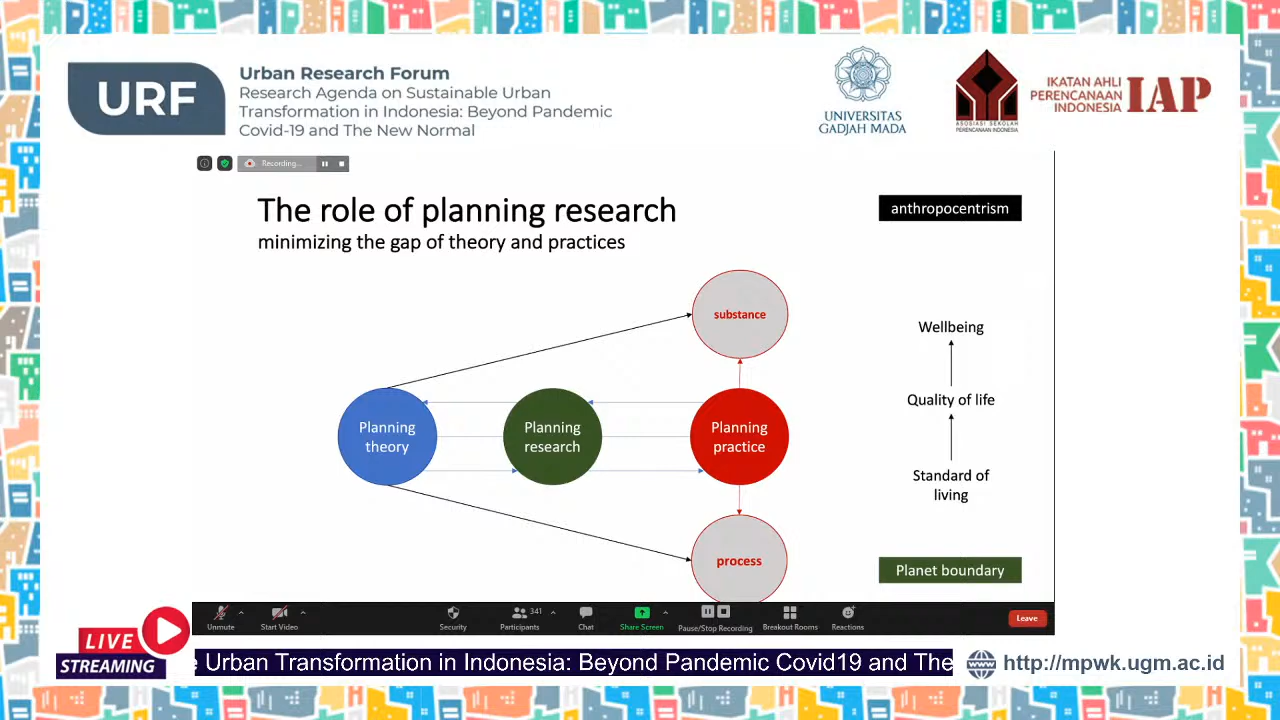 URF
Urban Research Forum
Research Agenda on Sustainable Urban
Transformation in Indonesia: Beyond Pandemic
Covid-19 and The New Normal
UNIVERSITAS
GADJAH MADA
ASOSIASI SEKOLAH
PERENCANAAN INDONESIA
IKATAN AHLI
PERENCANAAN
INDONESIA
IAP
Recording...
The role of planning research
minimizing the gap of theory and practices
anthropocentrism
substance
Wellbeing
Quality of life
Planning
theory
Planning
research
Planning
practice
Standard of
living
process
Planet boundary
Unmute
Start Video
Security
Participants
341
Chat
Share Screen
Pause/Stop Recording
Breakout Rooms
Reactions
Leave
LIVE
STREAMING
e Urban Transformation in Indonesia: Beyond Pandemic Covid19 and The
http://mpwk.ugm.ac.id